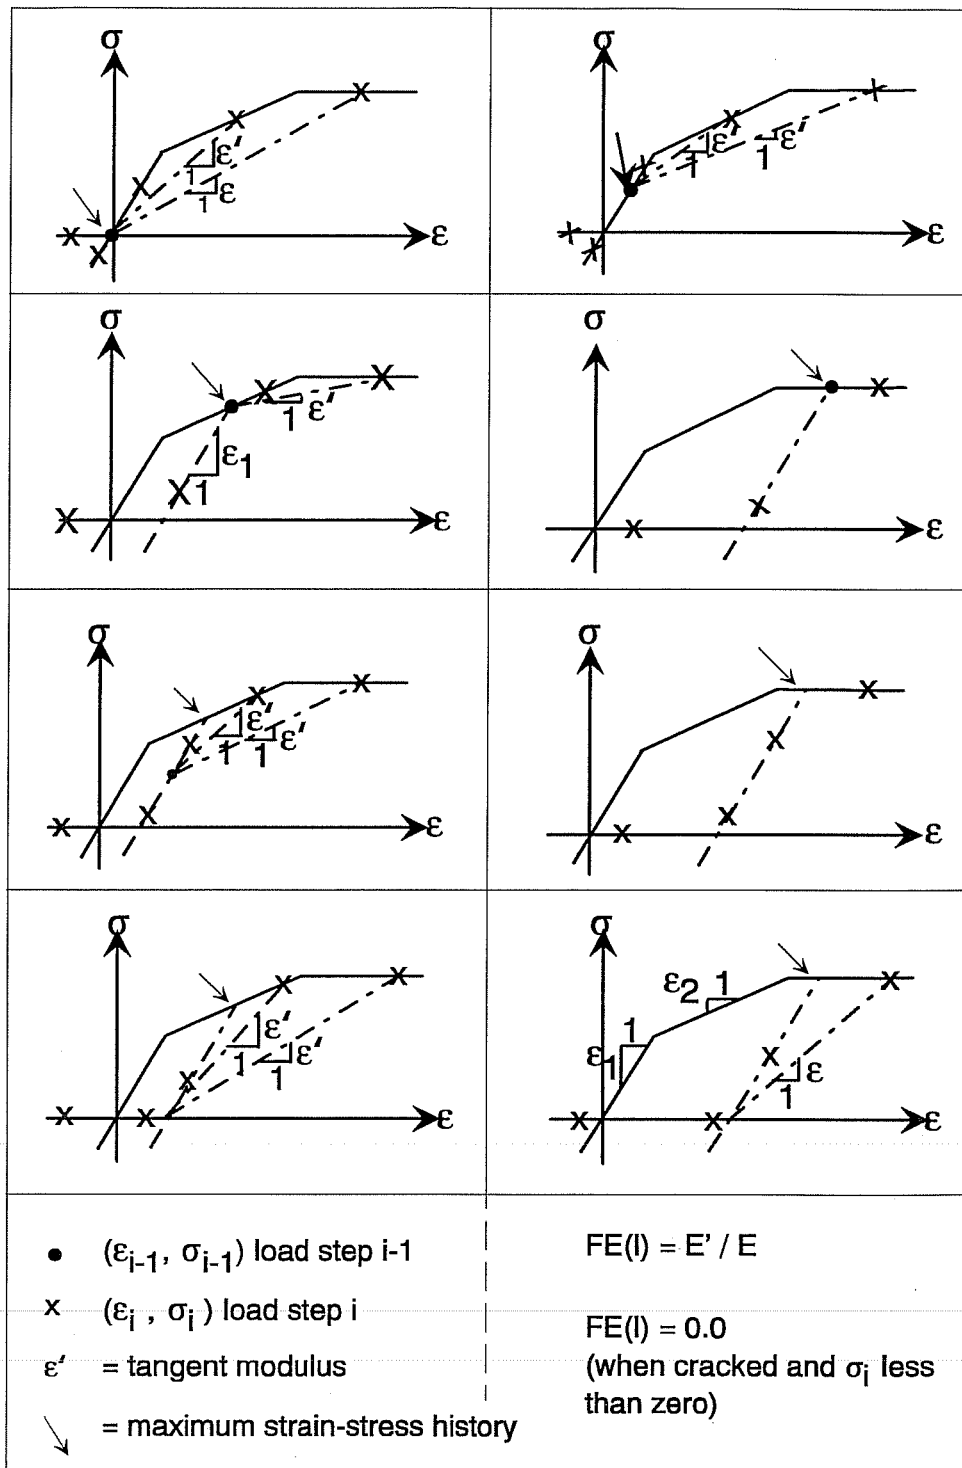 σ
ε'
1
ε
1
ε
σ
ε'
1
ε'
1
ε
σ
ε'
1
ε1
1
ε
σ
ε
σ
ε'
1
ε'
1
ε
σ
ε
σ
ε'
1
ε'
1
ε
σ
ε2 1
1
ε1
ε
1
ε
● (εi-1, σi-1) load step i-1
x (εi , σi ) load step i
ε' = tangent modulus
= maximum strain-stress history
FE(I) = E' / E
FE(I) = 0.0
(when cracked and σi less
than zero)